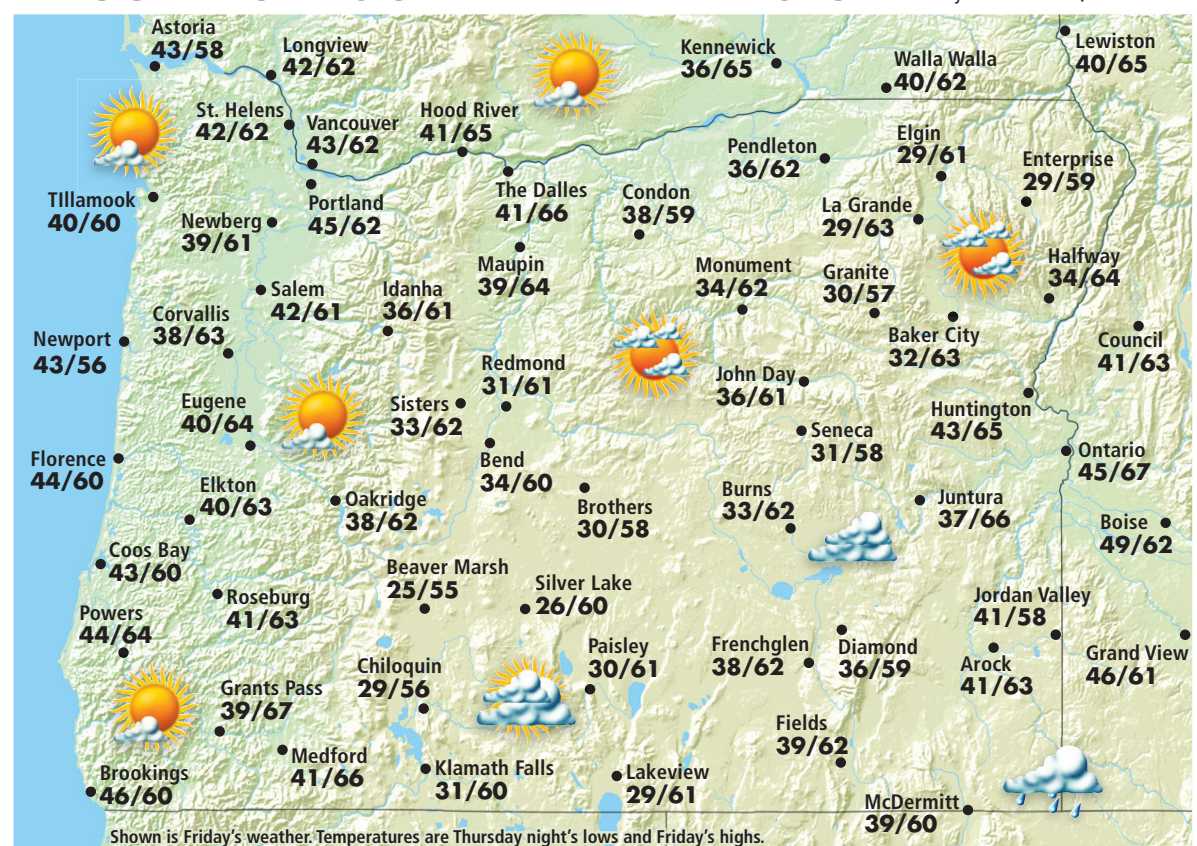 Astoria
43/58
Longview
42/62
Kennewick
36/65
Walla Walla
40/62
Lewiston
40/65
St. Helens
42/62
Vancouver
43/62
Hood River
41/65
Pendleton
36/62
Elgin
29/61
Enterprise
29/59
TIllamook
40/60
Newberg
39/61
Portland
45/62
The Dalles
41/66
Condon
38/59
La Grande
29/63
Maupin
39/64
Monument
34/62
Granite
30/57
Halfway
34/64
Salem
42/61
Idanha
36/61
Corvallis
38/63
Newport
43/56
Baker City
32/63
Council
41/63
Redmond
31/61
John Day
36/61
Eugene
40/64
Sisters
33/62
Huntington
43/65
Seneca
31/58
Florence
44/60
Bend
34/60
Ontario
45/67
Elkton
40/63
Oakridge
38/62
Brothers
30/58
Burns
33/62
Juntura
37/66
Boise
49/62
Coos Bay
43/60
Beaver Marsh
25/55
Silver Lake
26/60
Roseburg
41/63
Jordan Valley
41/58
Powers
44/64
Paisley
30/61
Frenchglen
38/62
Diamond
36/59
Arock
41/63
Grand View
46/61
Chiloquin
29/56
Grants Pass
39/67
Fields
39/62
Medford
41/66
Brookings
46/60
Klamath Falls
31/60
Lakeview
29/61
McDermitt
39/60
Shown is Friday's weather. Temperatures are Thursday night's lows and Friday's highs.